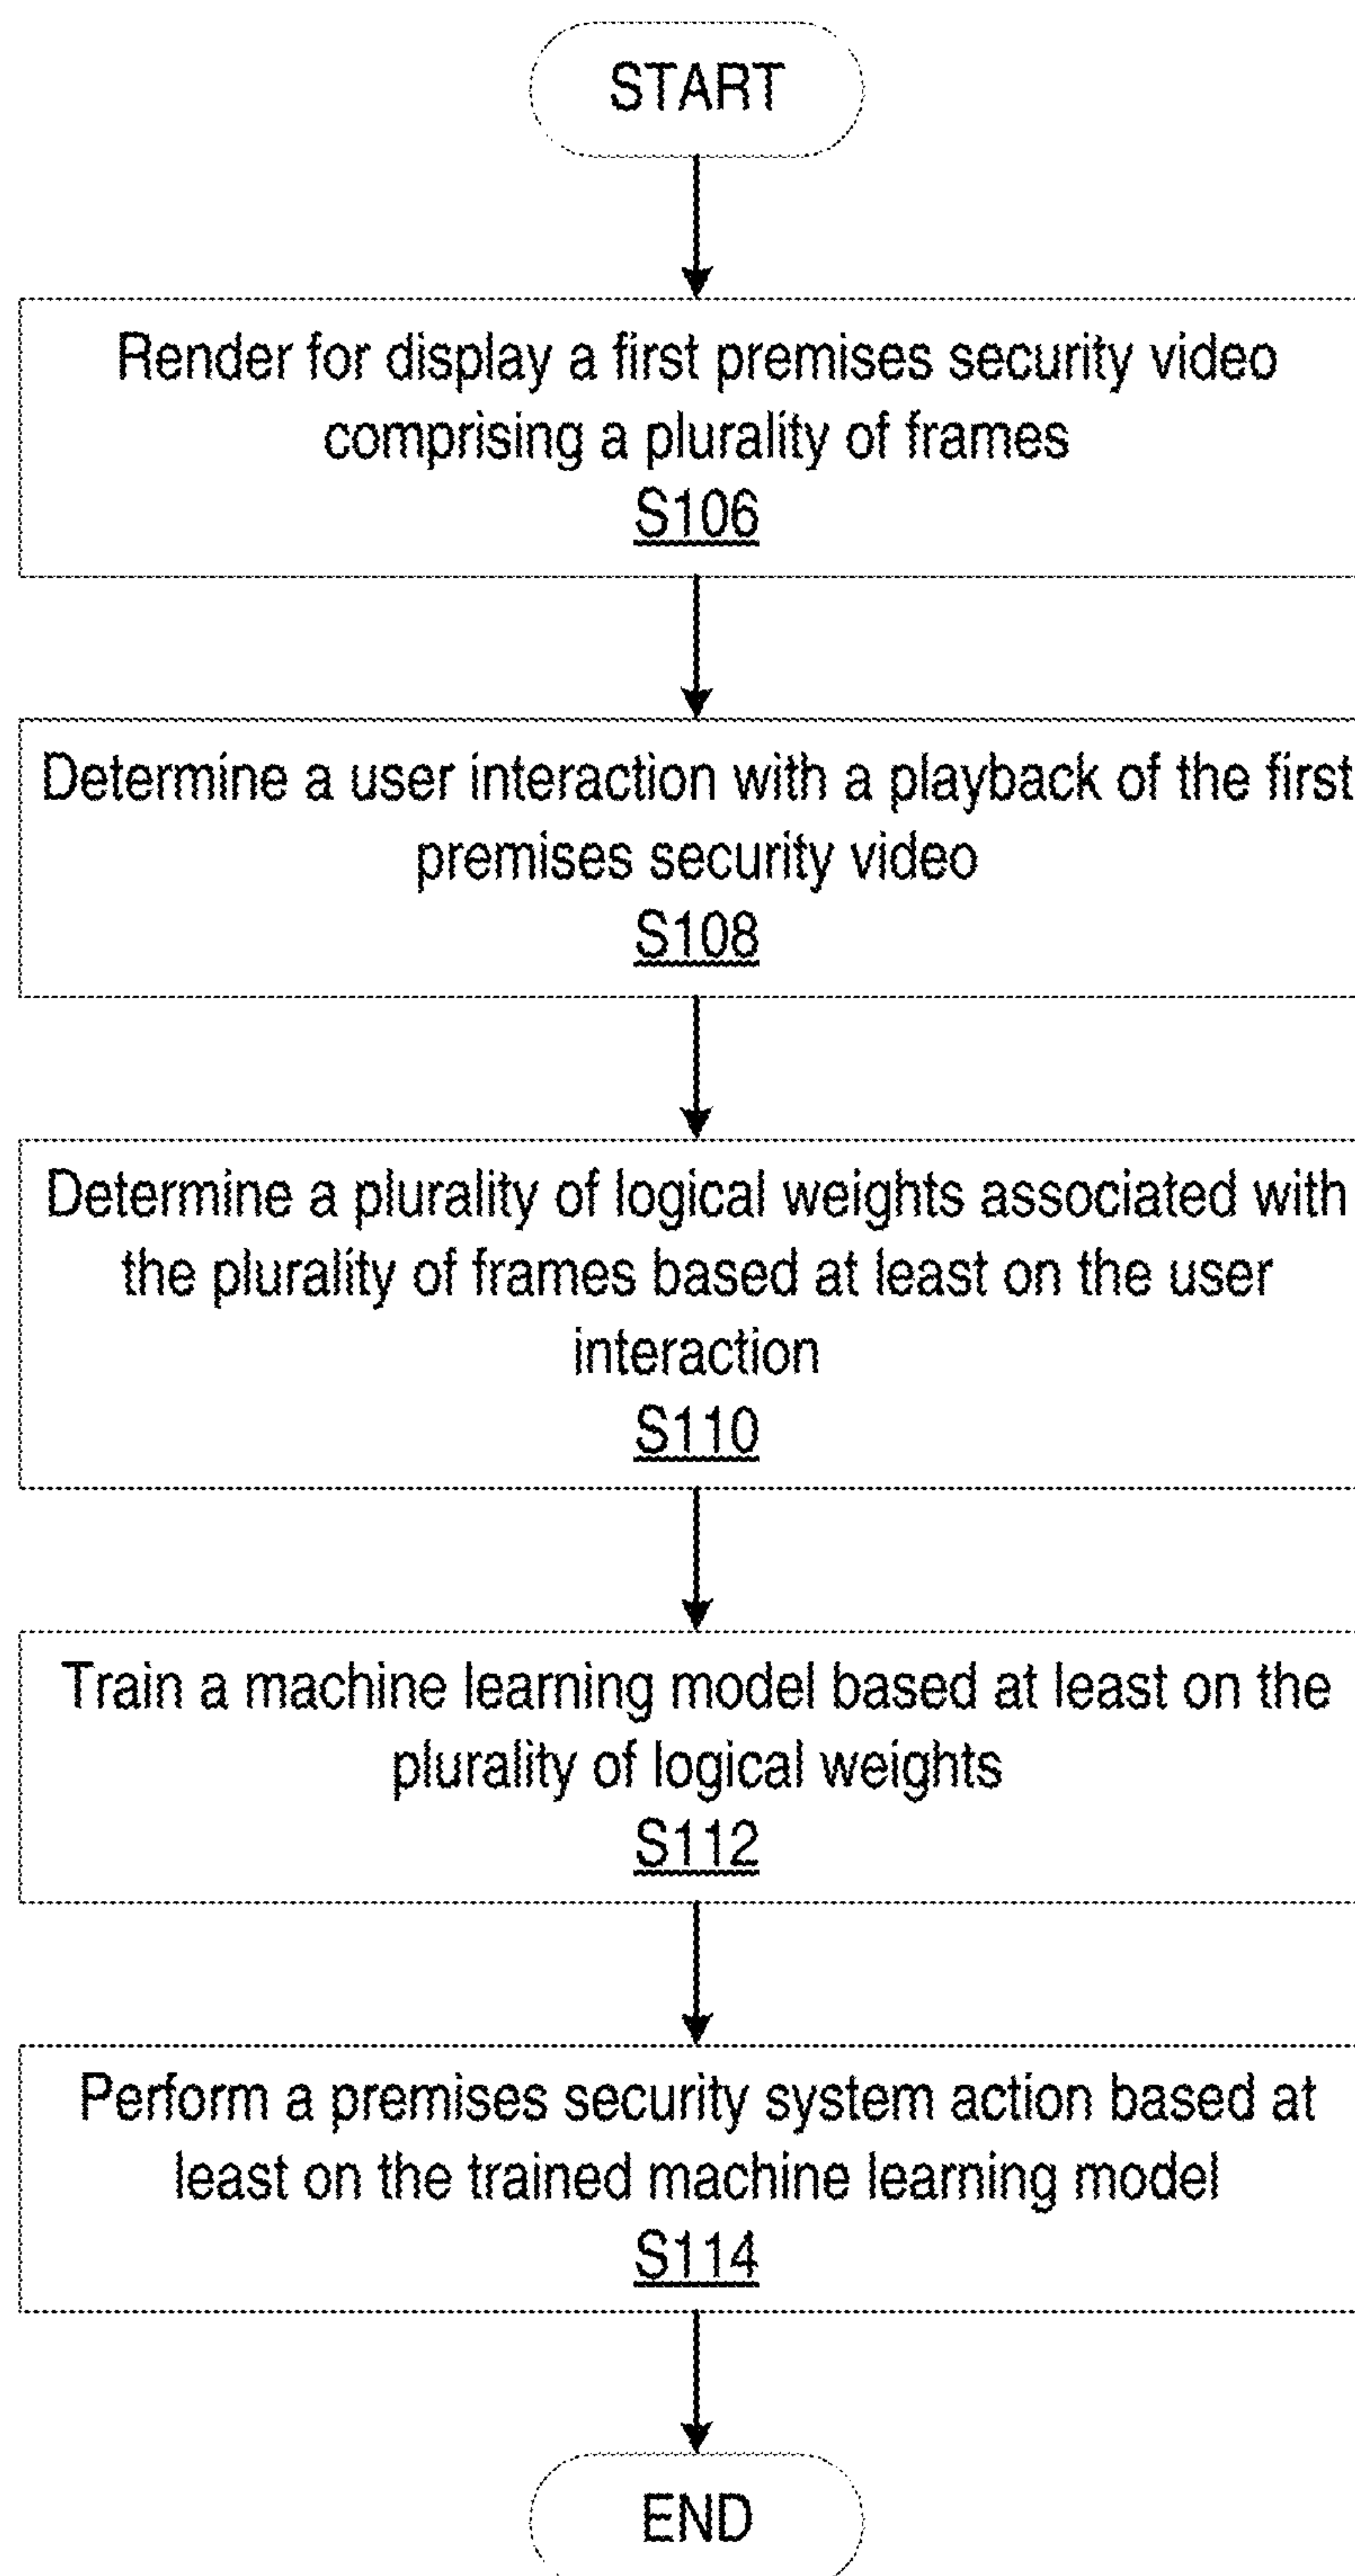 START
Render for display a first premises security video
comprising a plurality of frames
S106
Determine a user interaction with a playback of the first
premises security video
S108
Determine a plurality of logical weights associated with
the plurality of frames based at least on the user
interaction
S110
Train a machine learning model based at least on the
plurality of logical weights
S112
Perform a premises security system action based at
least on the trained machine learning model
S114
END